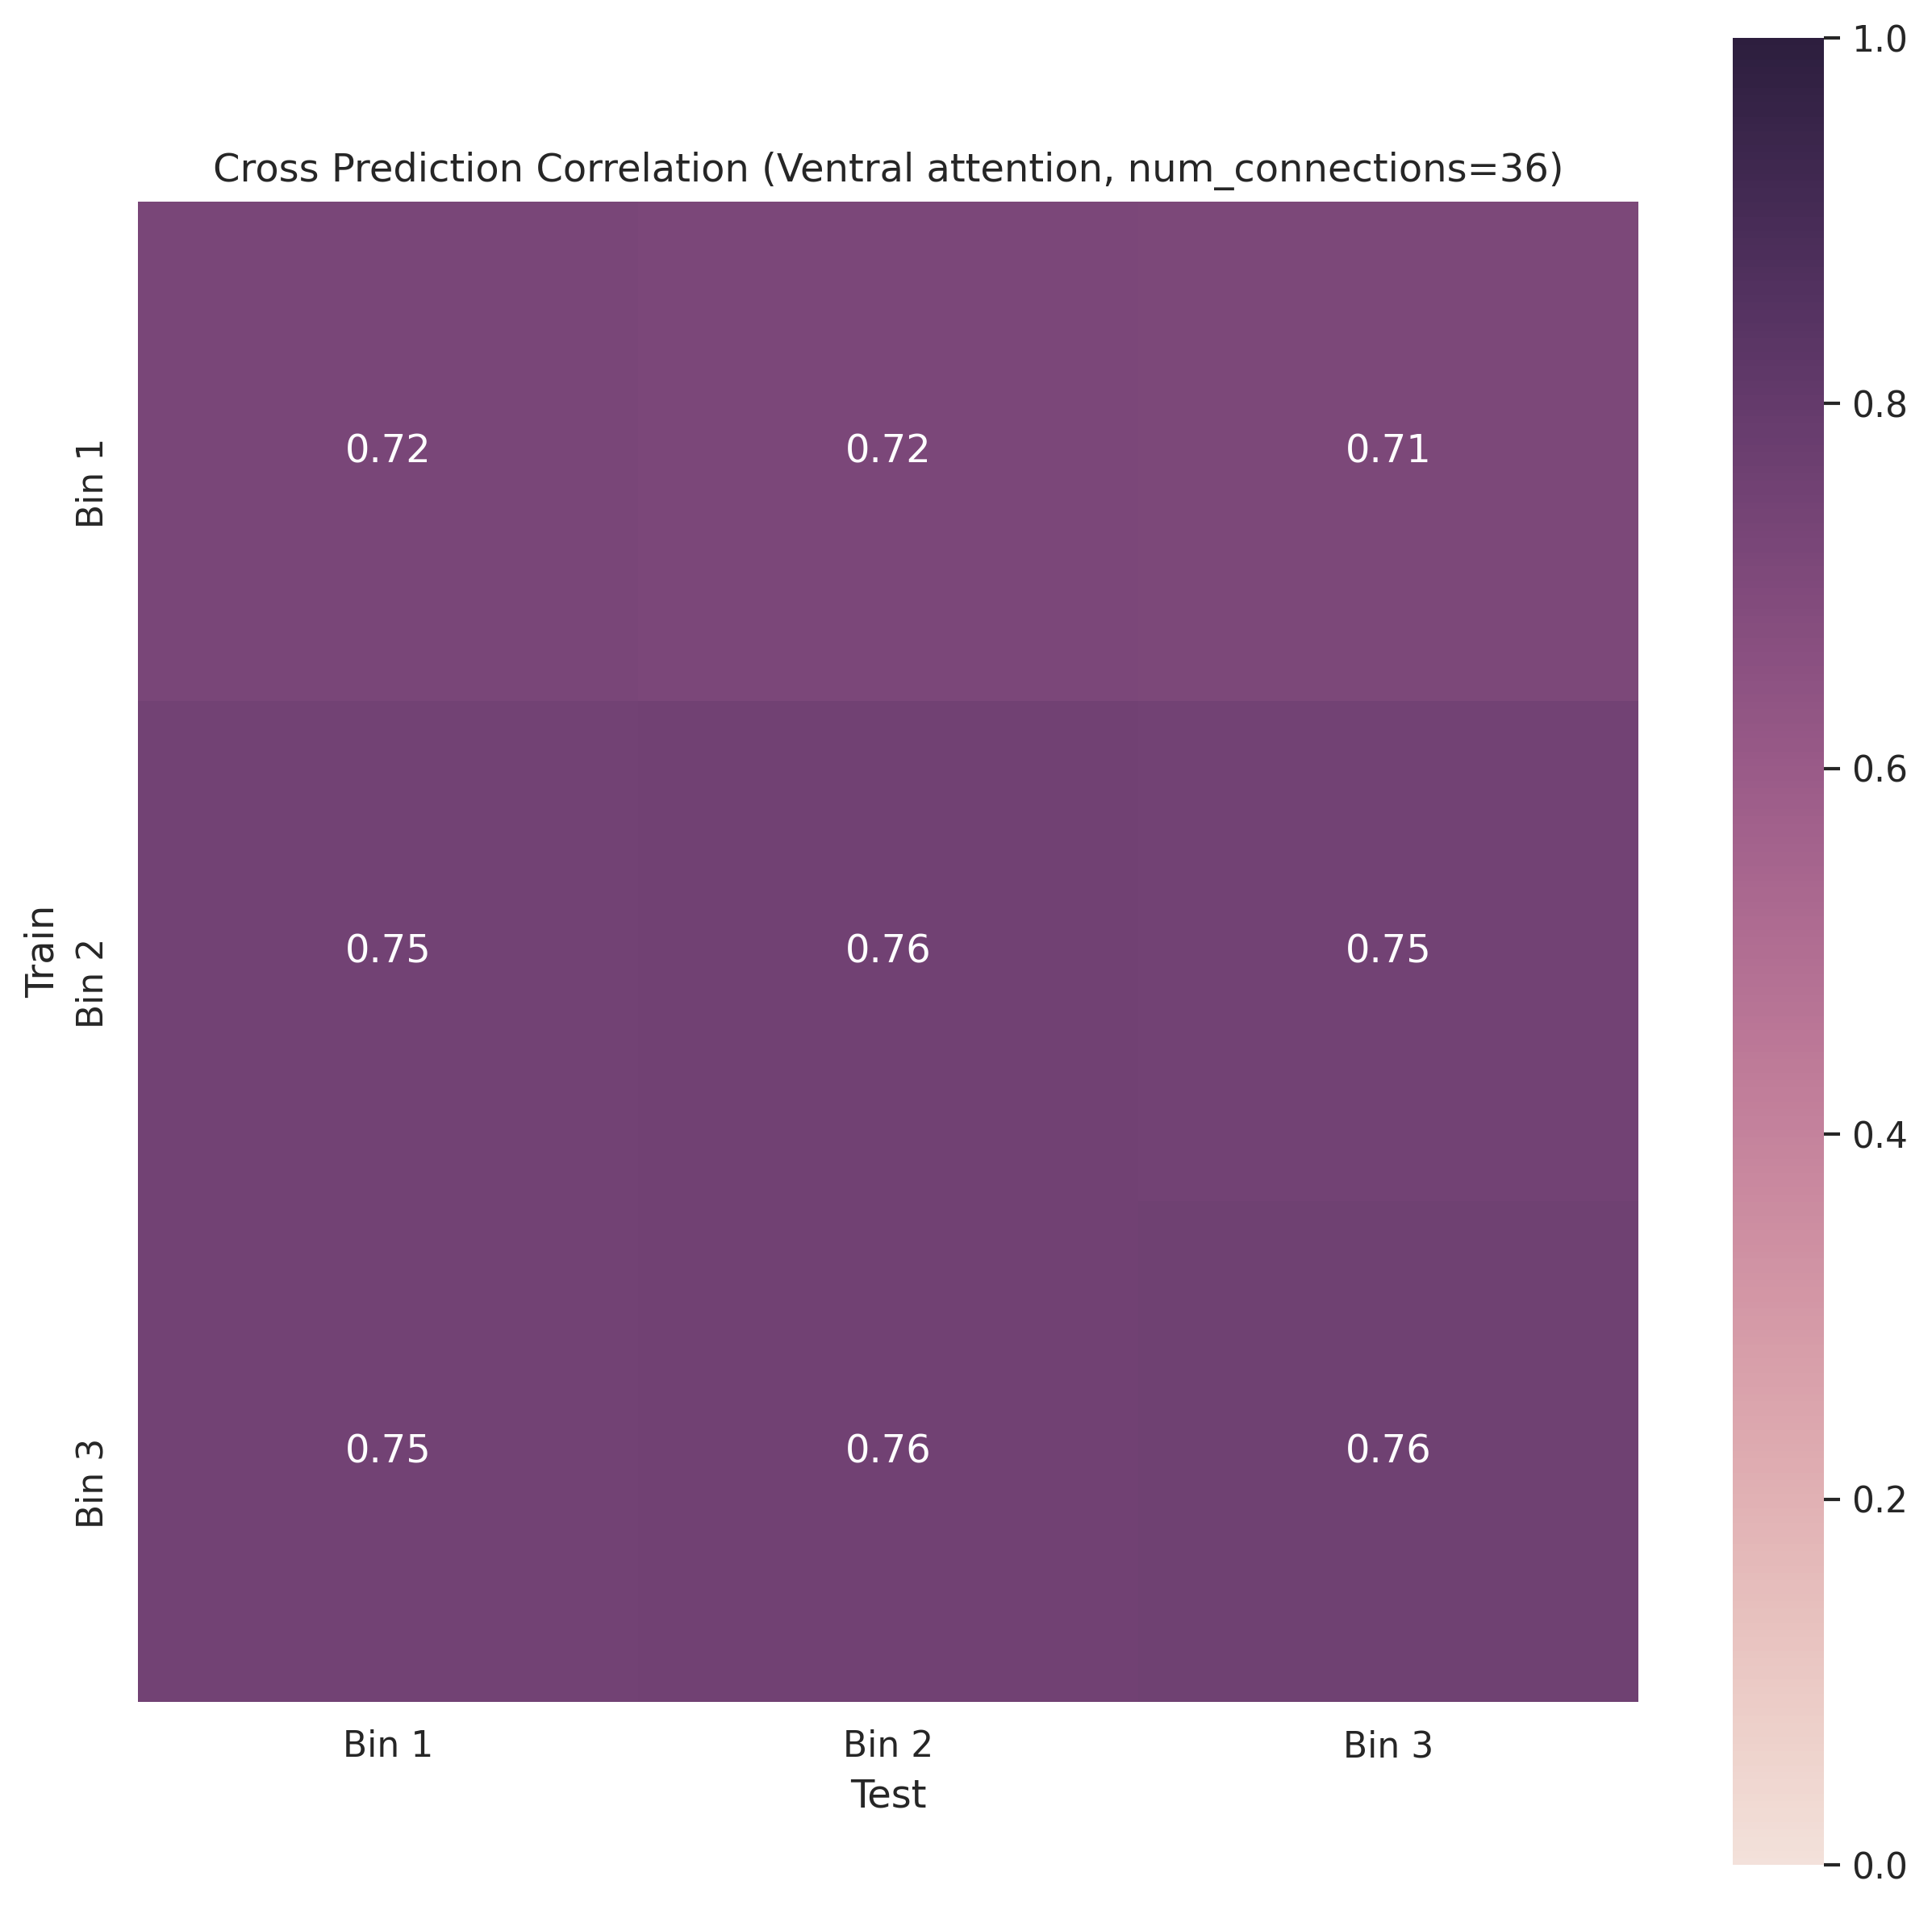 Cross Prediction Correlation (Ventral attention, num_connections=36)
Train
Bin 1
0.72 0.72 0.71
Bin 2
0.75 0.76 0.75
Bin 3
0.75 0.76 0.76
Bin 1 Bin 2 Bin 3
Test
1.0
0.8
0.6
0.4
0.2
0.0